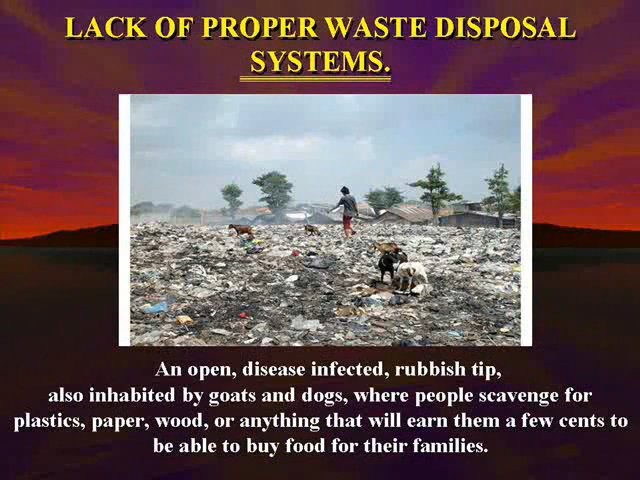 LACK OF PROPER WASTE DISPOSAL
SYSTEMS.
An open, disease infected, rubbish tip,
also inhabited by goats and dogs, where people scavenge for
plastics, paper, wood, or anything that will earn them a few cents to
be able to buy food for their families.